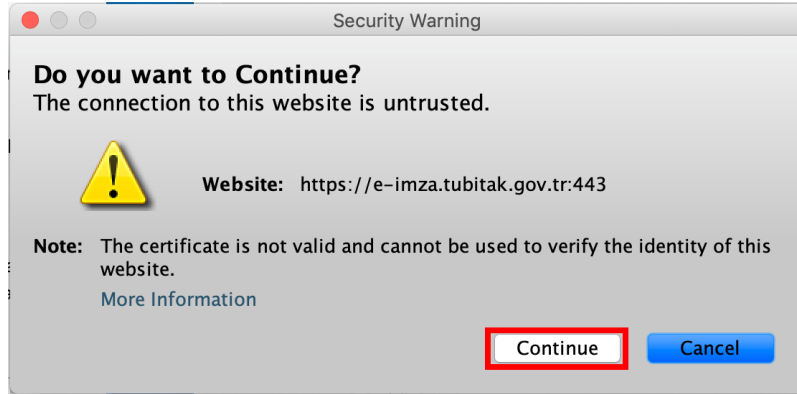 Security Warning
Do you want to Continue?
The connection to this website is untrusted.
Website: https://e-imza.tubitak.gov.tr:443
Note: The certificate is not valid and cannot be used to verify the identity of this
website.
More Information
Continue Cancel